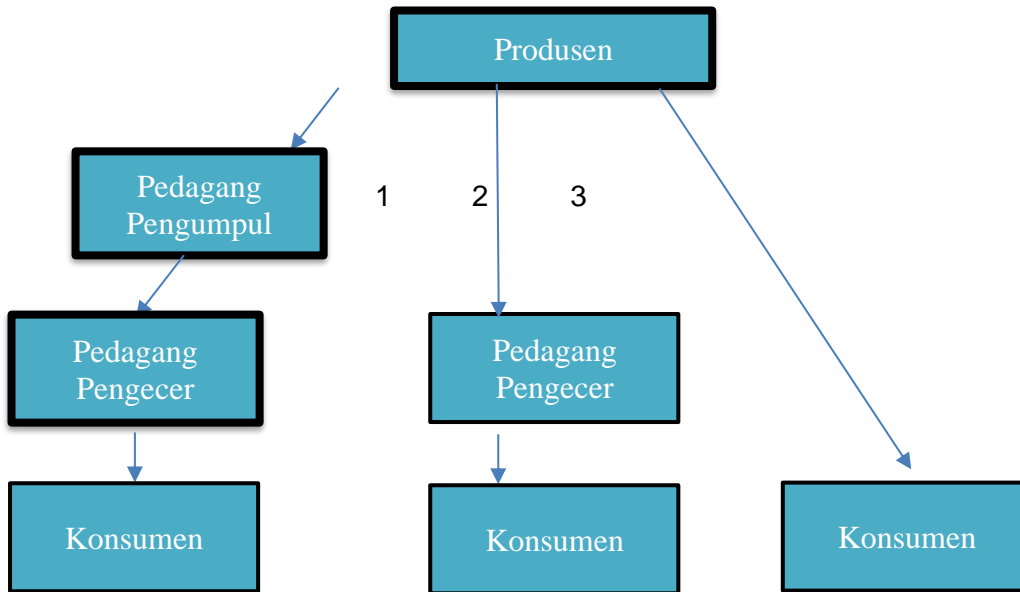 Produsen
Pedagang
Pengumpul
1
2
3
Pedagang
Pengecer
Pedagang
Pengecer
Konsumen
Konsumen
Konsumen